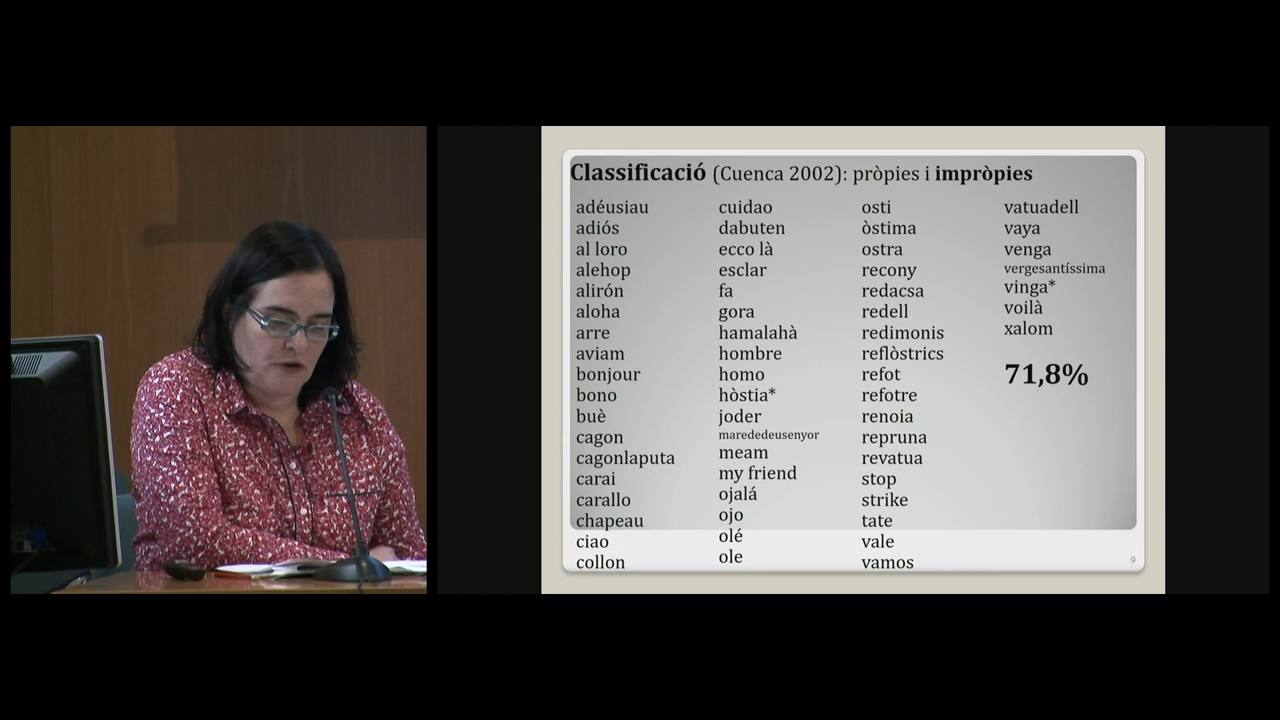 Classificació (Cuenca 2002): pròpies i impròpies
adéusiau
adiós
al loro
alehop
alirón
aloha
arre
aviam
bonjour
bono
buè
cagon
cagonlaputa
carai
carallo
chapeau
ciao
collon
cuidao
dabuten
ecco là
esclar
fa
gora
hamalahà
hombre
homo
hòstia*
joder
marededeusenyor
meam
my friend
ojalá
ojo
olé
ole
osti
òstima
ostra
recony
redacsa
redell
redimonis
reflòstrics
refot
refotre
renoia
repruna
revatua
stop
strike
tate
vale
vamos
vatuadell
vaya
venga
vergesantíssima
vinga*
voilà
xalom
71,8%
9